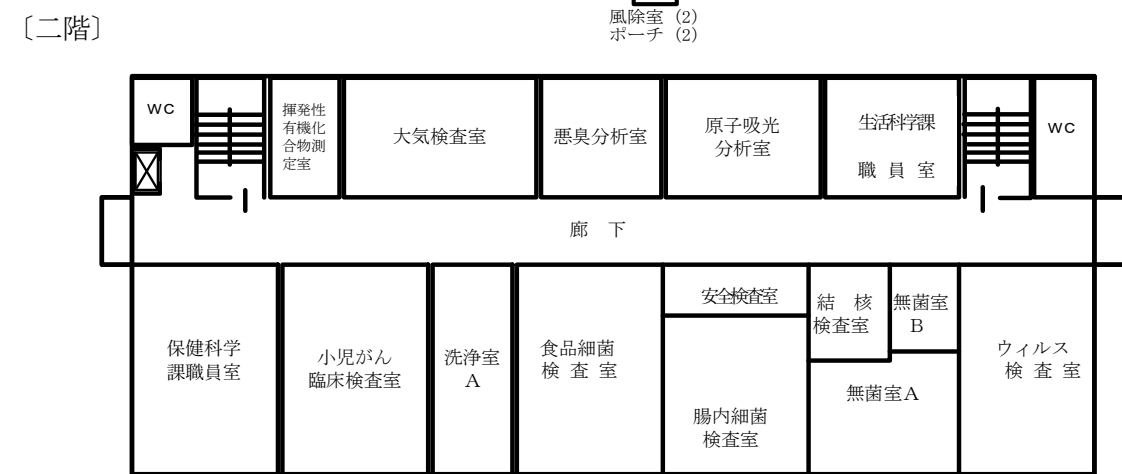 風除室 (2)
ポーチ (2)
〔二階〕
WC
揮発性
有機化
合物測
定室
大気検査室
悪臭分析室
原子吸光
分析室
生活科学課
職員室
WC
廊下
保健科学
課職員室
小児がん
臨床検査室
洗浄室
A
食品細菌
検査室
安全検査室
腸内細菌
検査室
結核
検査室
無菌室
B
無菌室A
ウィルス
検査室